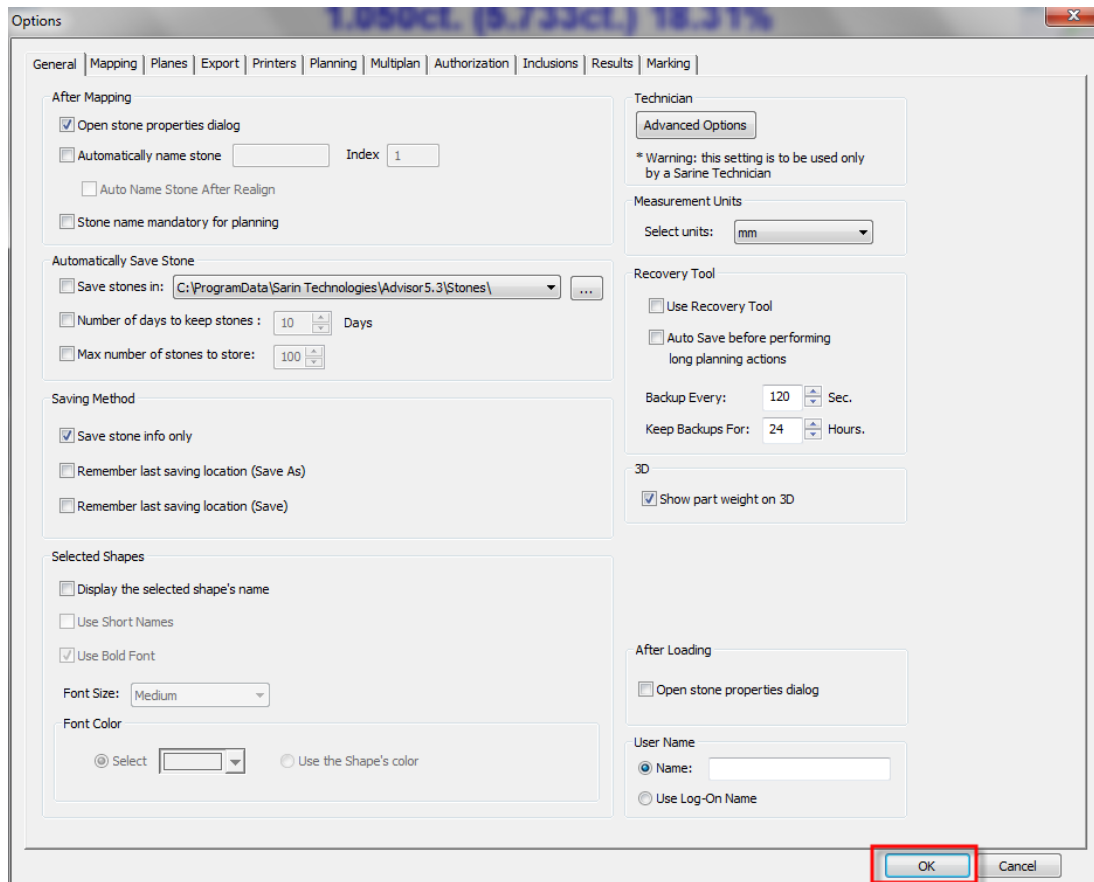 1.050ct. (5.733ct.) 18.31%
Options
General Mapping Planes Export Printers Planning Multiplan Authorization Inclusions Results Marking
After Mapping
Open stone properties dialog
Automatically name stone Index 1
Auto Name Stone After Realign
Stone name mandatory for planning
Automatically Save Stone
Save stones in: C:\ProgramData\Sarin Technologies\Advisor5.3\Stones\ ...
Number of days to keep stones : 10 Days
Max number of stones to store: 100
Saving Method
Save stone info only
Remember last saving location (Save As)
Remember last saving location (Save)
Selected Shapes
Display the selected shape's name
Use Short Names
Use Bold Font
Font Size: Medium
Font Color
Select Use the Shape's color
Technician
Advanced Options
* Warning: this setting is to be used only
by a Sarine Technician
Measurement Units
Select units: mm
Recovery Tool
Use Recovery Tool
Auto Save before performing
long planning actions
Backup Every: 120 Sec.
Keep Backups For: 24 Hours.
3D
Show part weight on 3D
After Loading
Open stone properties dialog
User Name
Name:
Use Log-On Name
OK Cancel